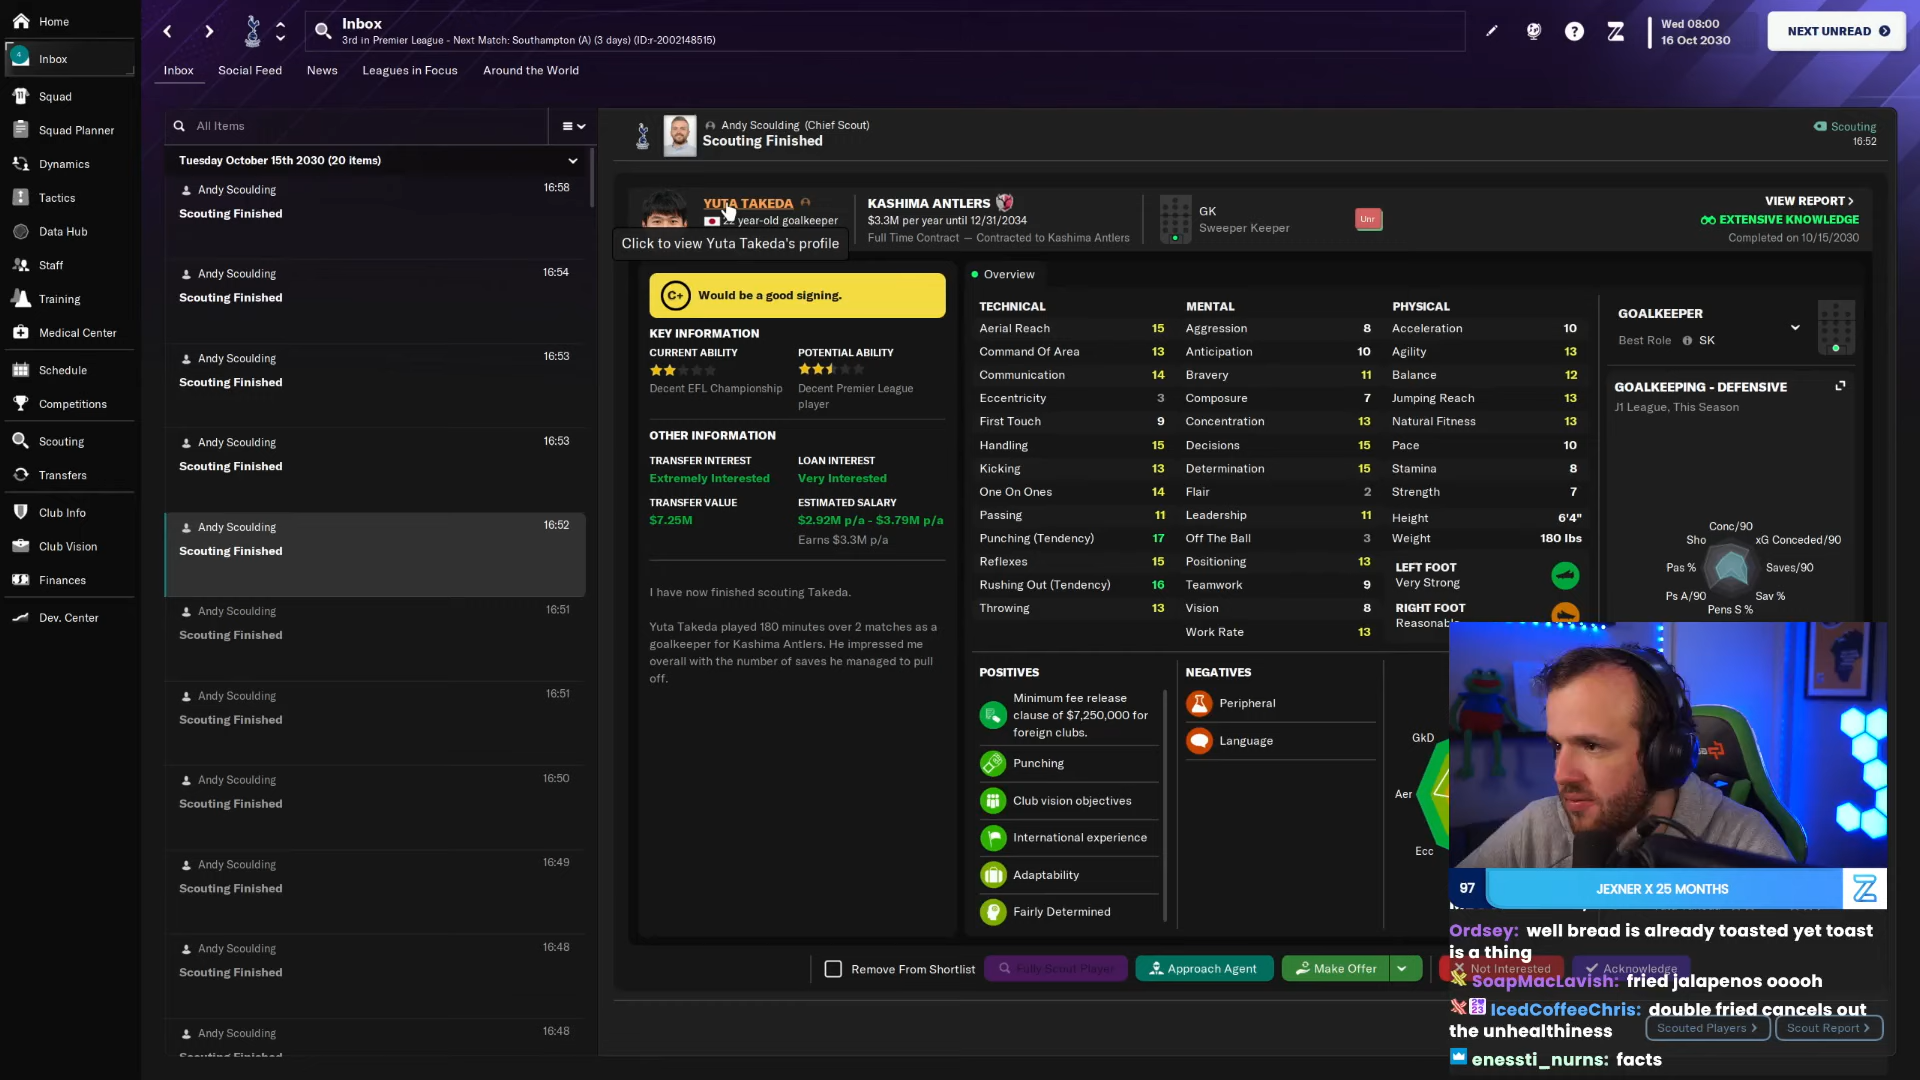 Home
Inbox
Squad
Squad Planner
Dynamics
Tactics
Data Hub
Staff
Training
Medical Center
Schedule
Competitions
Scouting
Transfers
Club Info
Club Vision
Finances
Dev. Center
4
Inbox
3rd in Premier League - Next Match: Southampton (A) (3 days) (ID:r-2002148515)
Wed 08:00
16 Oct 2030
NEXT UNREAD
Inbox
Social Feed
News
Leagues in Focus
Around the World
All Items
Tuesday October 15th 2030 (20 items)
Andy Scoulding 16:58
Scouting Finished
Andy Scoulding 16:54
Scouting Finished
Andy Scoulding 16:53
Scouting Finished
Andy Scoulding 16:53
Scouting Finished
Andy Scoulding 16:52
Scouting Finished
Andy Scoulding 16:51
Scouting Finished
Andy Scoulding 16:51
Scouting Finished
Andy Scoulding 16:50
Scouting Finished
Andy Scoulding 16:49
Scouting Finished
Andy Scoulding 16:48
Scouting Finished
Andy Scoulding 16:48
Scouting Finished
Andy Scoulding (Chief Scout)
Scouting Finished
Scouting
16:52
YUTA TAKEDA
year-old goalkeeper
Click to view Yuta Takeda's profile
KASHIMA ANTLERS
$3.3M per year until 12/31/2034
Full Time Contract — Contracted to Kashima Antlers
GK
Sweeper Keeper
Unr
VIEW REPORT >
EXTENSIVE KNOWLEDGE
Completed on 10/15/2030
C+ Would be a good signing.
KEY INFORMATION
CURRENT ABILITY
Decent EFL Championship
POTENTIAL ABILITY
Decent Premier League
player
OTHER INFORMATION
TRANSFER INTEREST
Extremely Interested
LOAN INTEREST
Very Interested
TRANSFER VALUE
$7.25M
ESTIMATED SALARY
$2.92M p/a - $3.79M p/a
Earns $3.3M p/a
I have now finished scouting Takeda.
Yuta Takeda played 180 minutes over 2 matches as a
goalkeeper for Kashima Antlers. He impressed me
overall with the number of saves he managed to pull
off.
Overview
TECHNICAL
Aerial Reach 15
Command Of Area 13
Communication 14
Eccentricity 3
First Touch 9
Handling 15
Kicking 13
One On Ones 14
Passing 11
Punching (Tendency) 17
Reflexes 15
Rushing Out (Tendency) 16
Throwing 13
MENTAL
Aggression 8
Anticipation 10
Bravery 11
Composure 7
Concentration 13
Decisions 15
Determination 15
Flair 2
Leadership 11
Off The Ball 3
Positioning 13
Teamwork 9
Vision 8
Work Rate 13
PHYSICAL
Acceleration 10
Agility 13
Balance 12
Jumping Reach 13
Natural Fitness 13
Pace 10
Stamina 8
Strength 7
Height 6'4"
Weight 180 lbs
LEFT FOOT
Very Strong
RIGHT FOOT
GOALKEEPER
Best Role SK
GOALKEEPING - DEFENSIVE
J1 League, This Season
Conc/90
Sho
xG Conceded/90
Pas %
Saves/90
Ps A/90
Sav %
Pens S %
POSITIVES
Minimum fee release
clause of $7,250,000 for
foreign clubs.
Punching
Club vision objectives
International experience
Adaptability
Fairly Determined
NEGATIVES
Peripheral
Language
GkD
Aer
Ecc
Remove From Shortlist
Fully Scout Player
Approach Agent
Make Offer
Not Interested
Acknowledge
Scouted Players >
Scout Report >
97
JEXNER X 25 MONTHS
Ordsey: well bread is already toasted yet toast
is a thing
SoapMacLavish: fried jalapenos ooooh
IcedCoffeeChris: double fried cancels out
the unhealthiness
enessti_nurns: facts